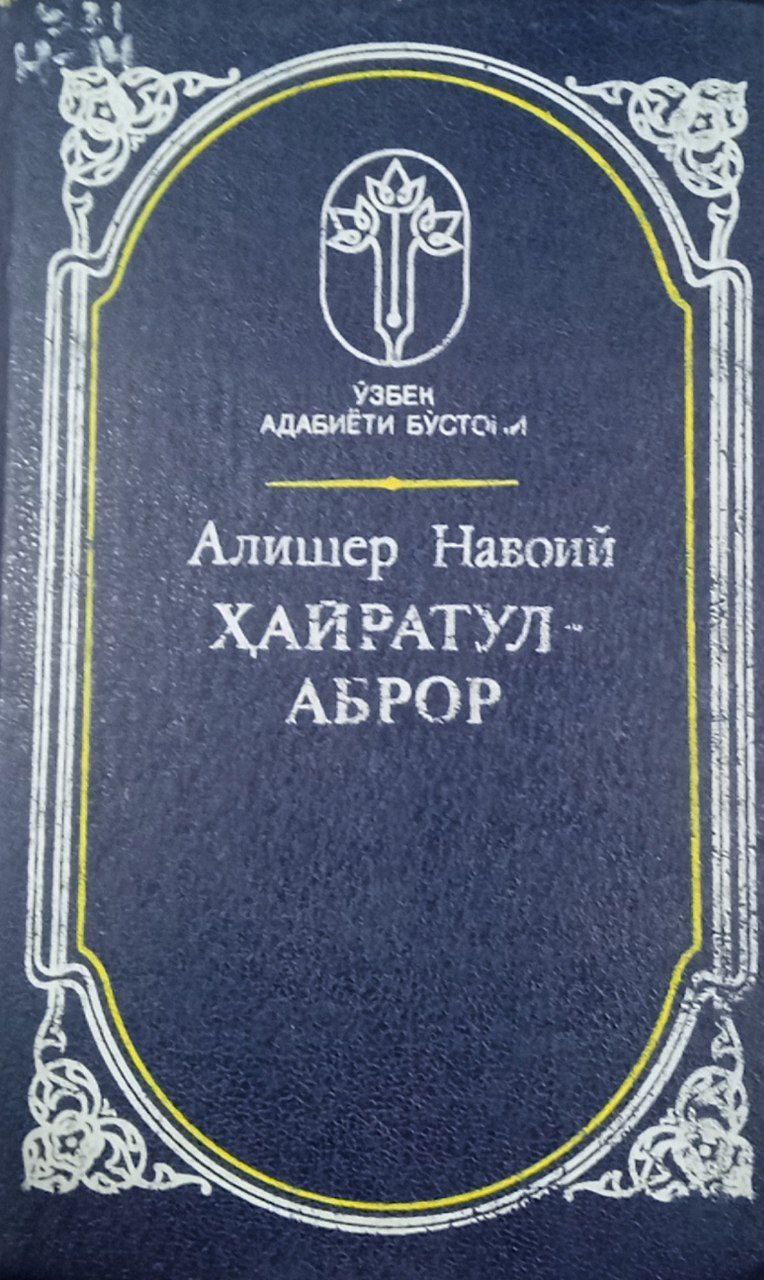 ЎЗБЕК
АДАБИЁТИ БЎСТОНИ
Алишер Навоий
ҲАЙРАТУЛ-
АБРОР